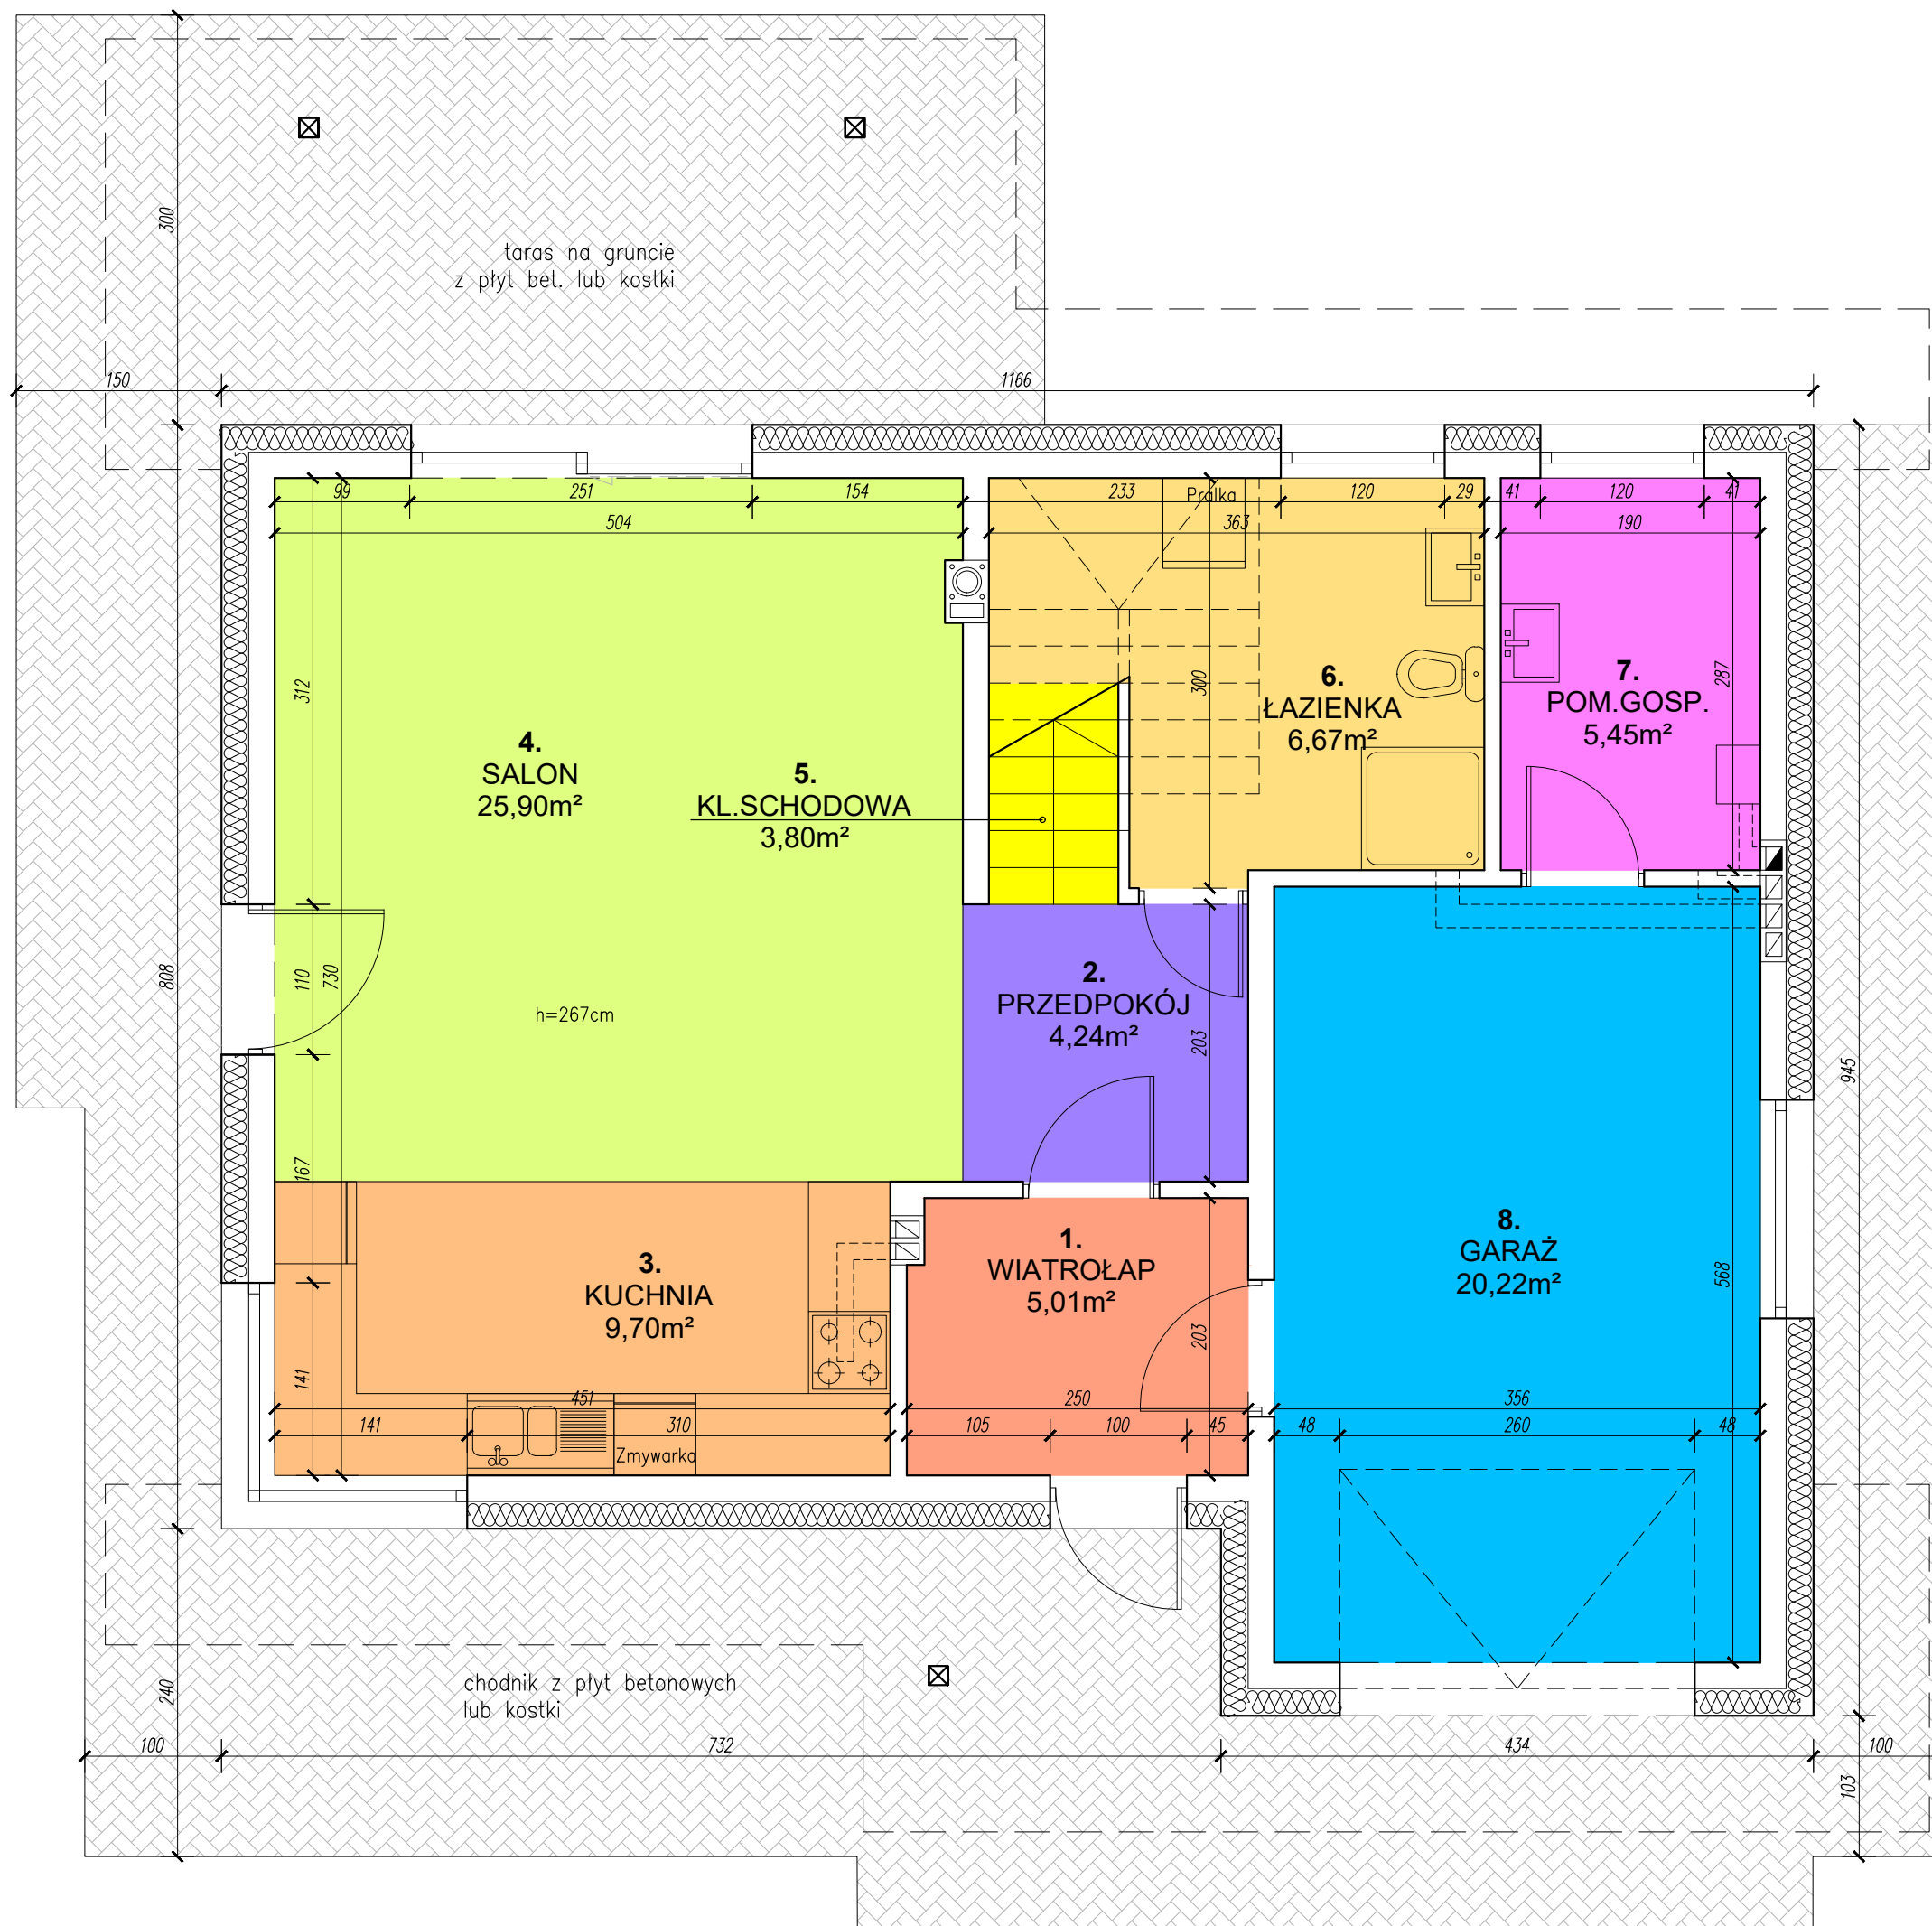 300
taras na gruncie
z płyt bet. lub kostki
150
1166
99
251
154
233
Pralka
120
29
41
120
41
504
363
190
312
300
287
4.
SALON
25,90m²
5.
KL.SCHODOWA
3,80m²
6.
ŁAZIENKA
6,67m²
7.
POM.GOSP.
5,45m²
808
110
730
h=267cm
2.
PRZEDPOKÓJ
4,24m²
203
945
167
3.
KUCHNIA
9,70m²
1.
WIATROŁAP
5,01m²
8.
GARAŻ
20,22m²
568
203
141
451
250
356
141
310
105
100
45
48
260
48
Zmywarka
chodnik z płyt betonowych
lub kostki
240
100
732
434
100
103